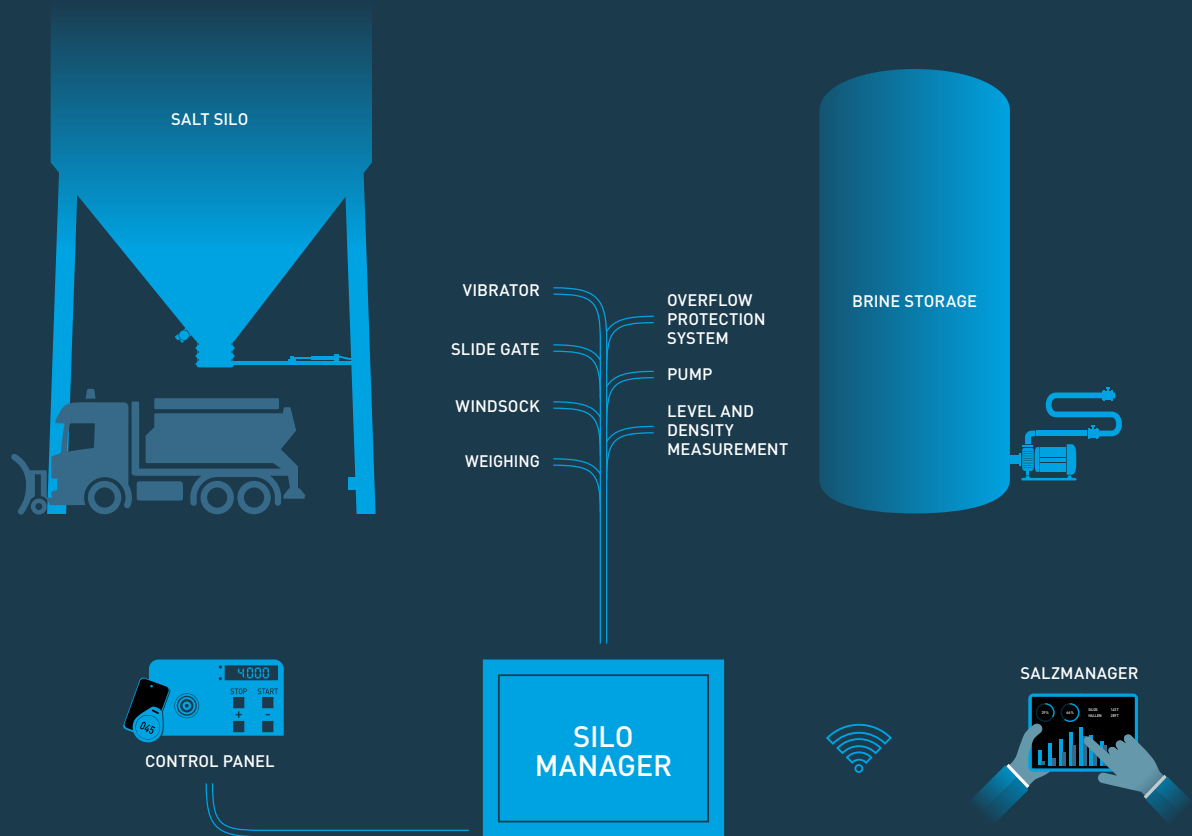 SALT SILO
VIBRATOR
SLIDE GATE
WINDSOCK
WEIGHING
OVERFLOW
PROTECTION
SYSTEM
PUMP
LEVEL AND
DENSITY
MEASUREMENT
BRINE STORAGE
4000
STOP START
+ -
045
CONTROL PANEL
SILO
MANAGER
SALZMANAGER